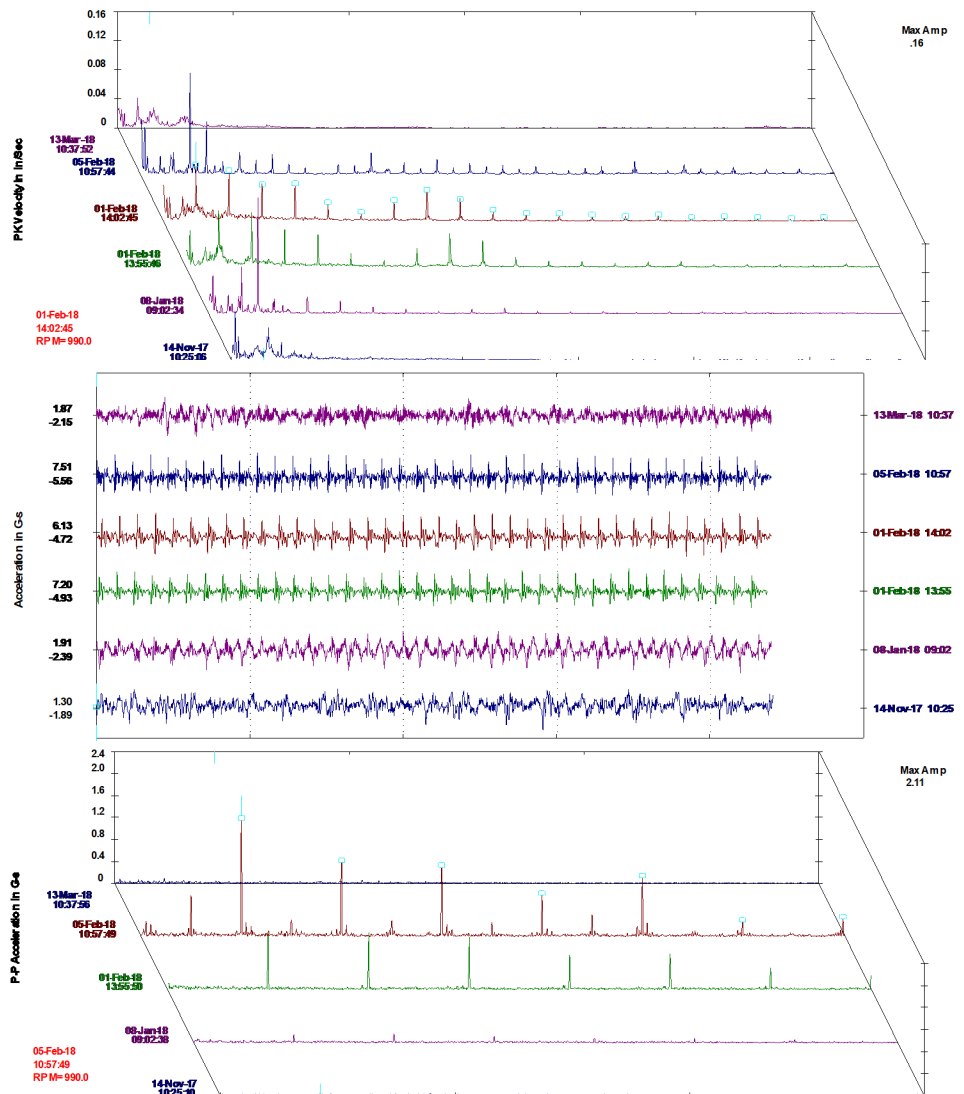 0.16
Max Amp
.16
0.12
0.08
0.04
0
PK Velocity in In/Sec
13-Mar-18
10:37:52
05-Feb-18
10:57:44
01-Feb-18
14:02:45
01-Feb-18
13:55:46
08-Jan-18
09:02:34
01-Feb-18
14:02:45
RPM= 990.0
14-Nov-17
10:25:06
Acceleration in G-s
1.87
-2.15
13-Mar-18 10:37
7.51
-5.56
05-Feb-18 10:57
6.13
-4.72
01-Feb-18 14:02
7.20
-4.93
01-Feb-18 13:55
1.91
-2.39
08-Jan-18 09:02
1.30
-1.89
14-Nov-17 10:25
2.4
Max Amp
2.11
2.0
1.6
1.2
0.8
0.4
0
P-P Acceleration in G-s
13-Mar-18
10:37:56
05-Feb-18
10:57:49
01-Feb-18
13:55:50
08-Jan-18
09:02:38
05-Feb-18
10:57:49
RPM= 990.0
14-Nov-17
10:25:10